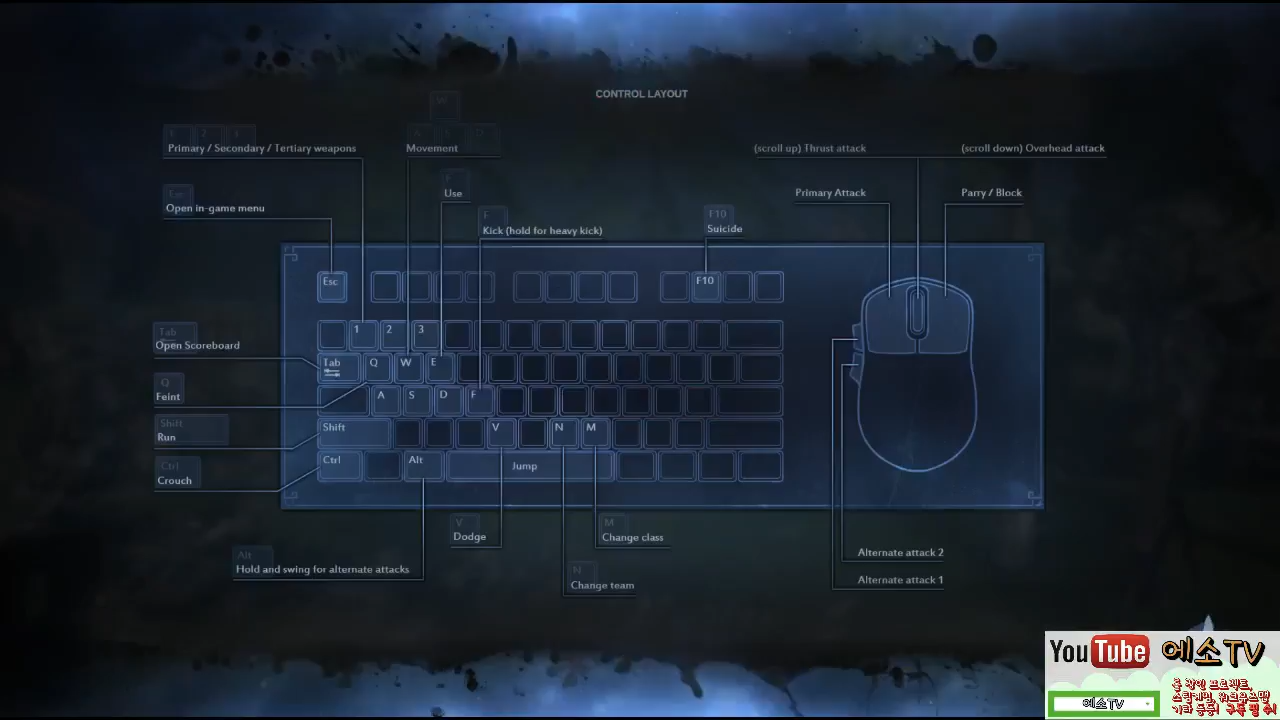 CONTROL LAYOUT
W
1 2 3
A S D
Primary / Secondary / Tertiary weapons
Movement
(scroll up) Thrust attack
(scroll down) Overhead attack
Esc
Open in-game menu
Use
Primary Attack
Parry / Block
F
Kick (hold for heavy kick)
F10
Suicide
Esc
F10
1 2 3
Tab
Open Scoreboard
Tab Q W E
Q
Feint
A S D F
Shift
Run
Shift V N M
Ctrl
Crouch
Ctrl Alt Jump
V
Dodge
M
Change class
Alt
Hold and swing for alternate attacks
N
Change team
Alternate attack 2
Alternate attack 1
YouTube 에소TV
에소TV